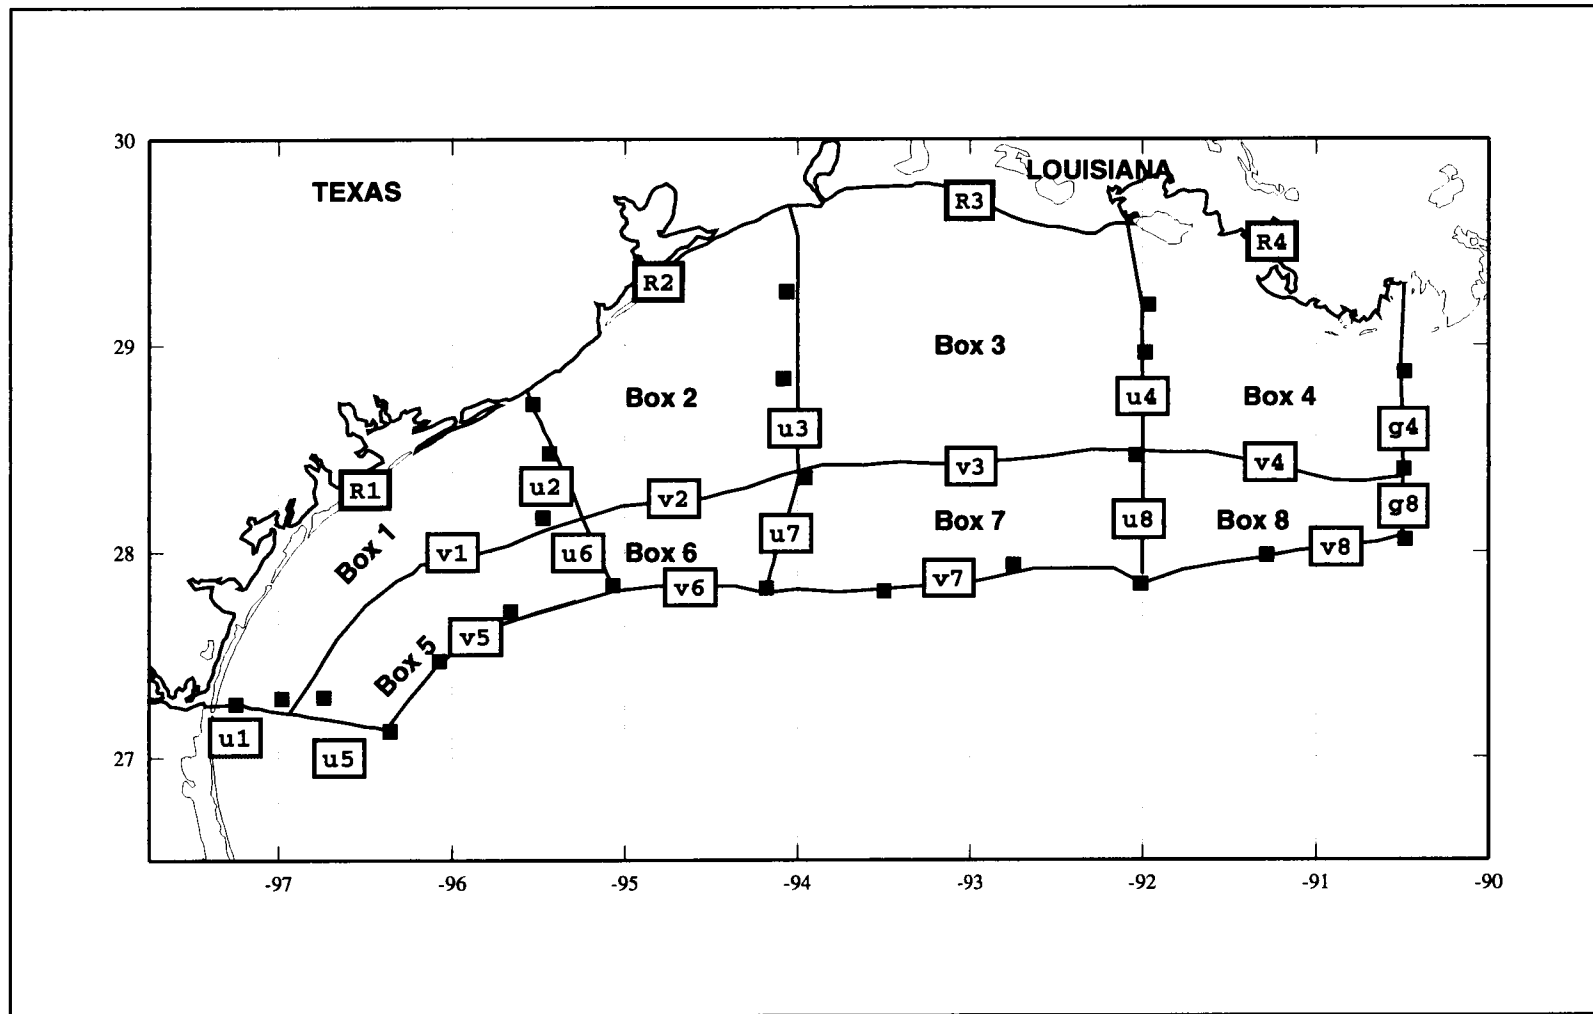 30
TEXAS
LOUISIANA
R3
R4
R2
29
Box 3
Box 2
u4
Box 4
u3
g4
v3
v4
R1
u2
v2
g8
Box 7
u8
Box 8
u7
Box 1
v1
u6
Box 6
v8
28
v7
v6
v5
Box 5
u1
u5
27
-97
-96
-95
-94
-93
-92
-91
-90